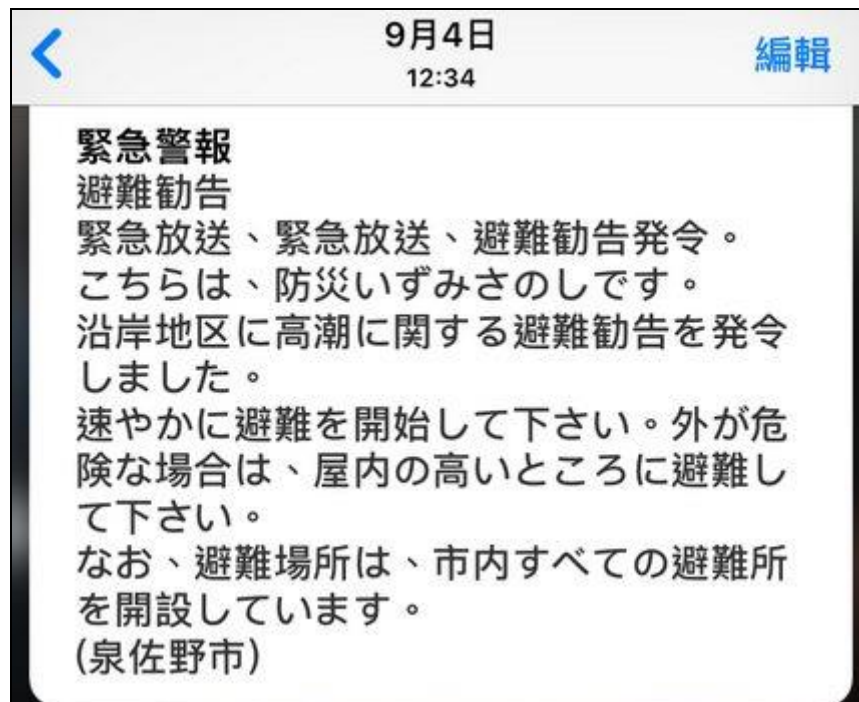 9月4日
12:34
編輯
緊急警報
避難勧告
緊急放送、緊急放送、避難勧告発令。
こちらは、防災いずみさのしです。
沿岸地区に高潮に関する避難勧告を発令
しました。
速やかに避難を開始して下さい。外が危
険な場合は、屋内の高いところに避難し
て下さい。
なお、避難場所は、市内すべての避難所
を開設しています。
(泉佐野市)